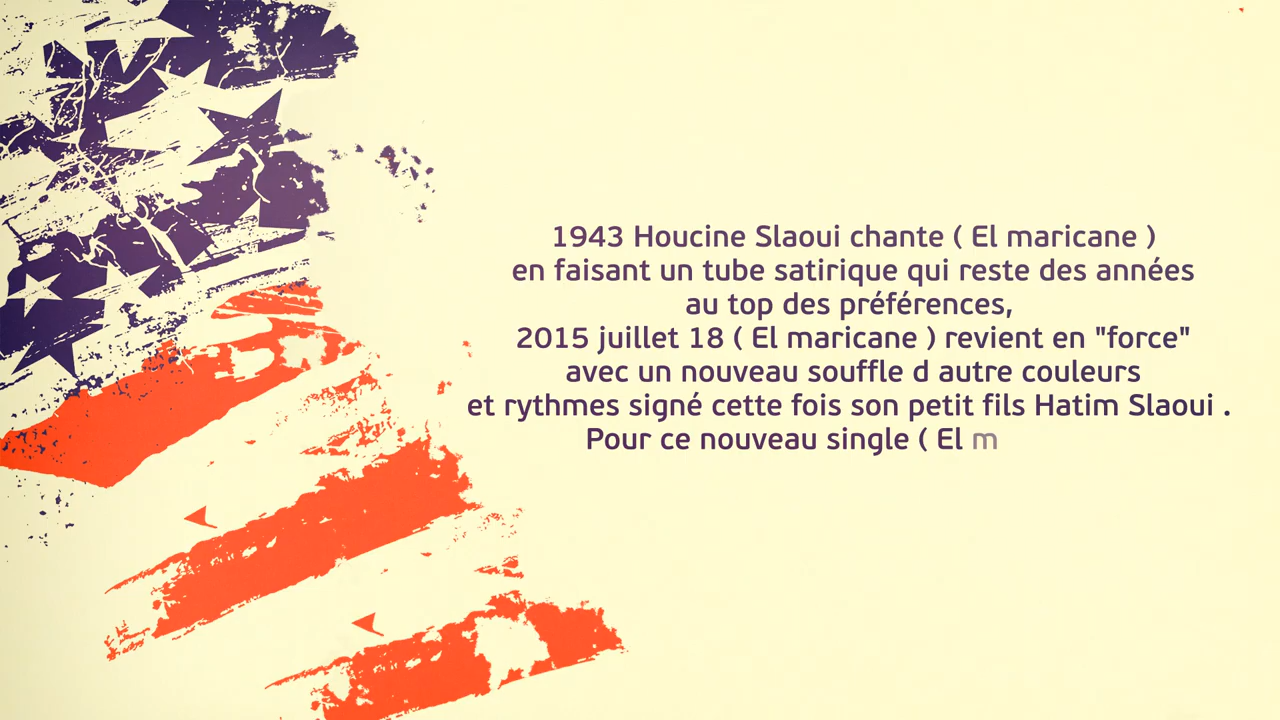 1943 Houcine Slaoui chante ( El maricane )
en faisant un tube satirique qui reste des années
au top des préférences,
2015 juillet 18 ( El maricane ) revient en "force"
avec un nouveau souffle d autre couleurs
et rythmes signé cette fois son petit fils Hatim Slaoui .
Pour ce nouveau single ( El m